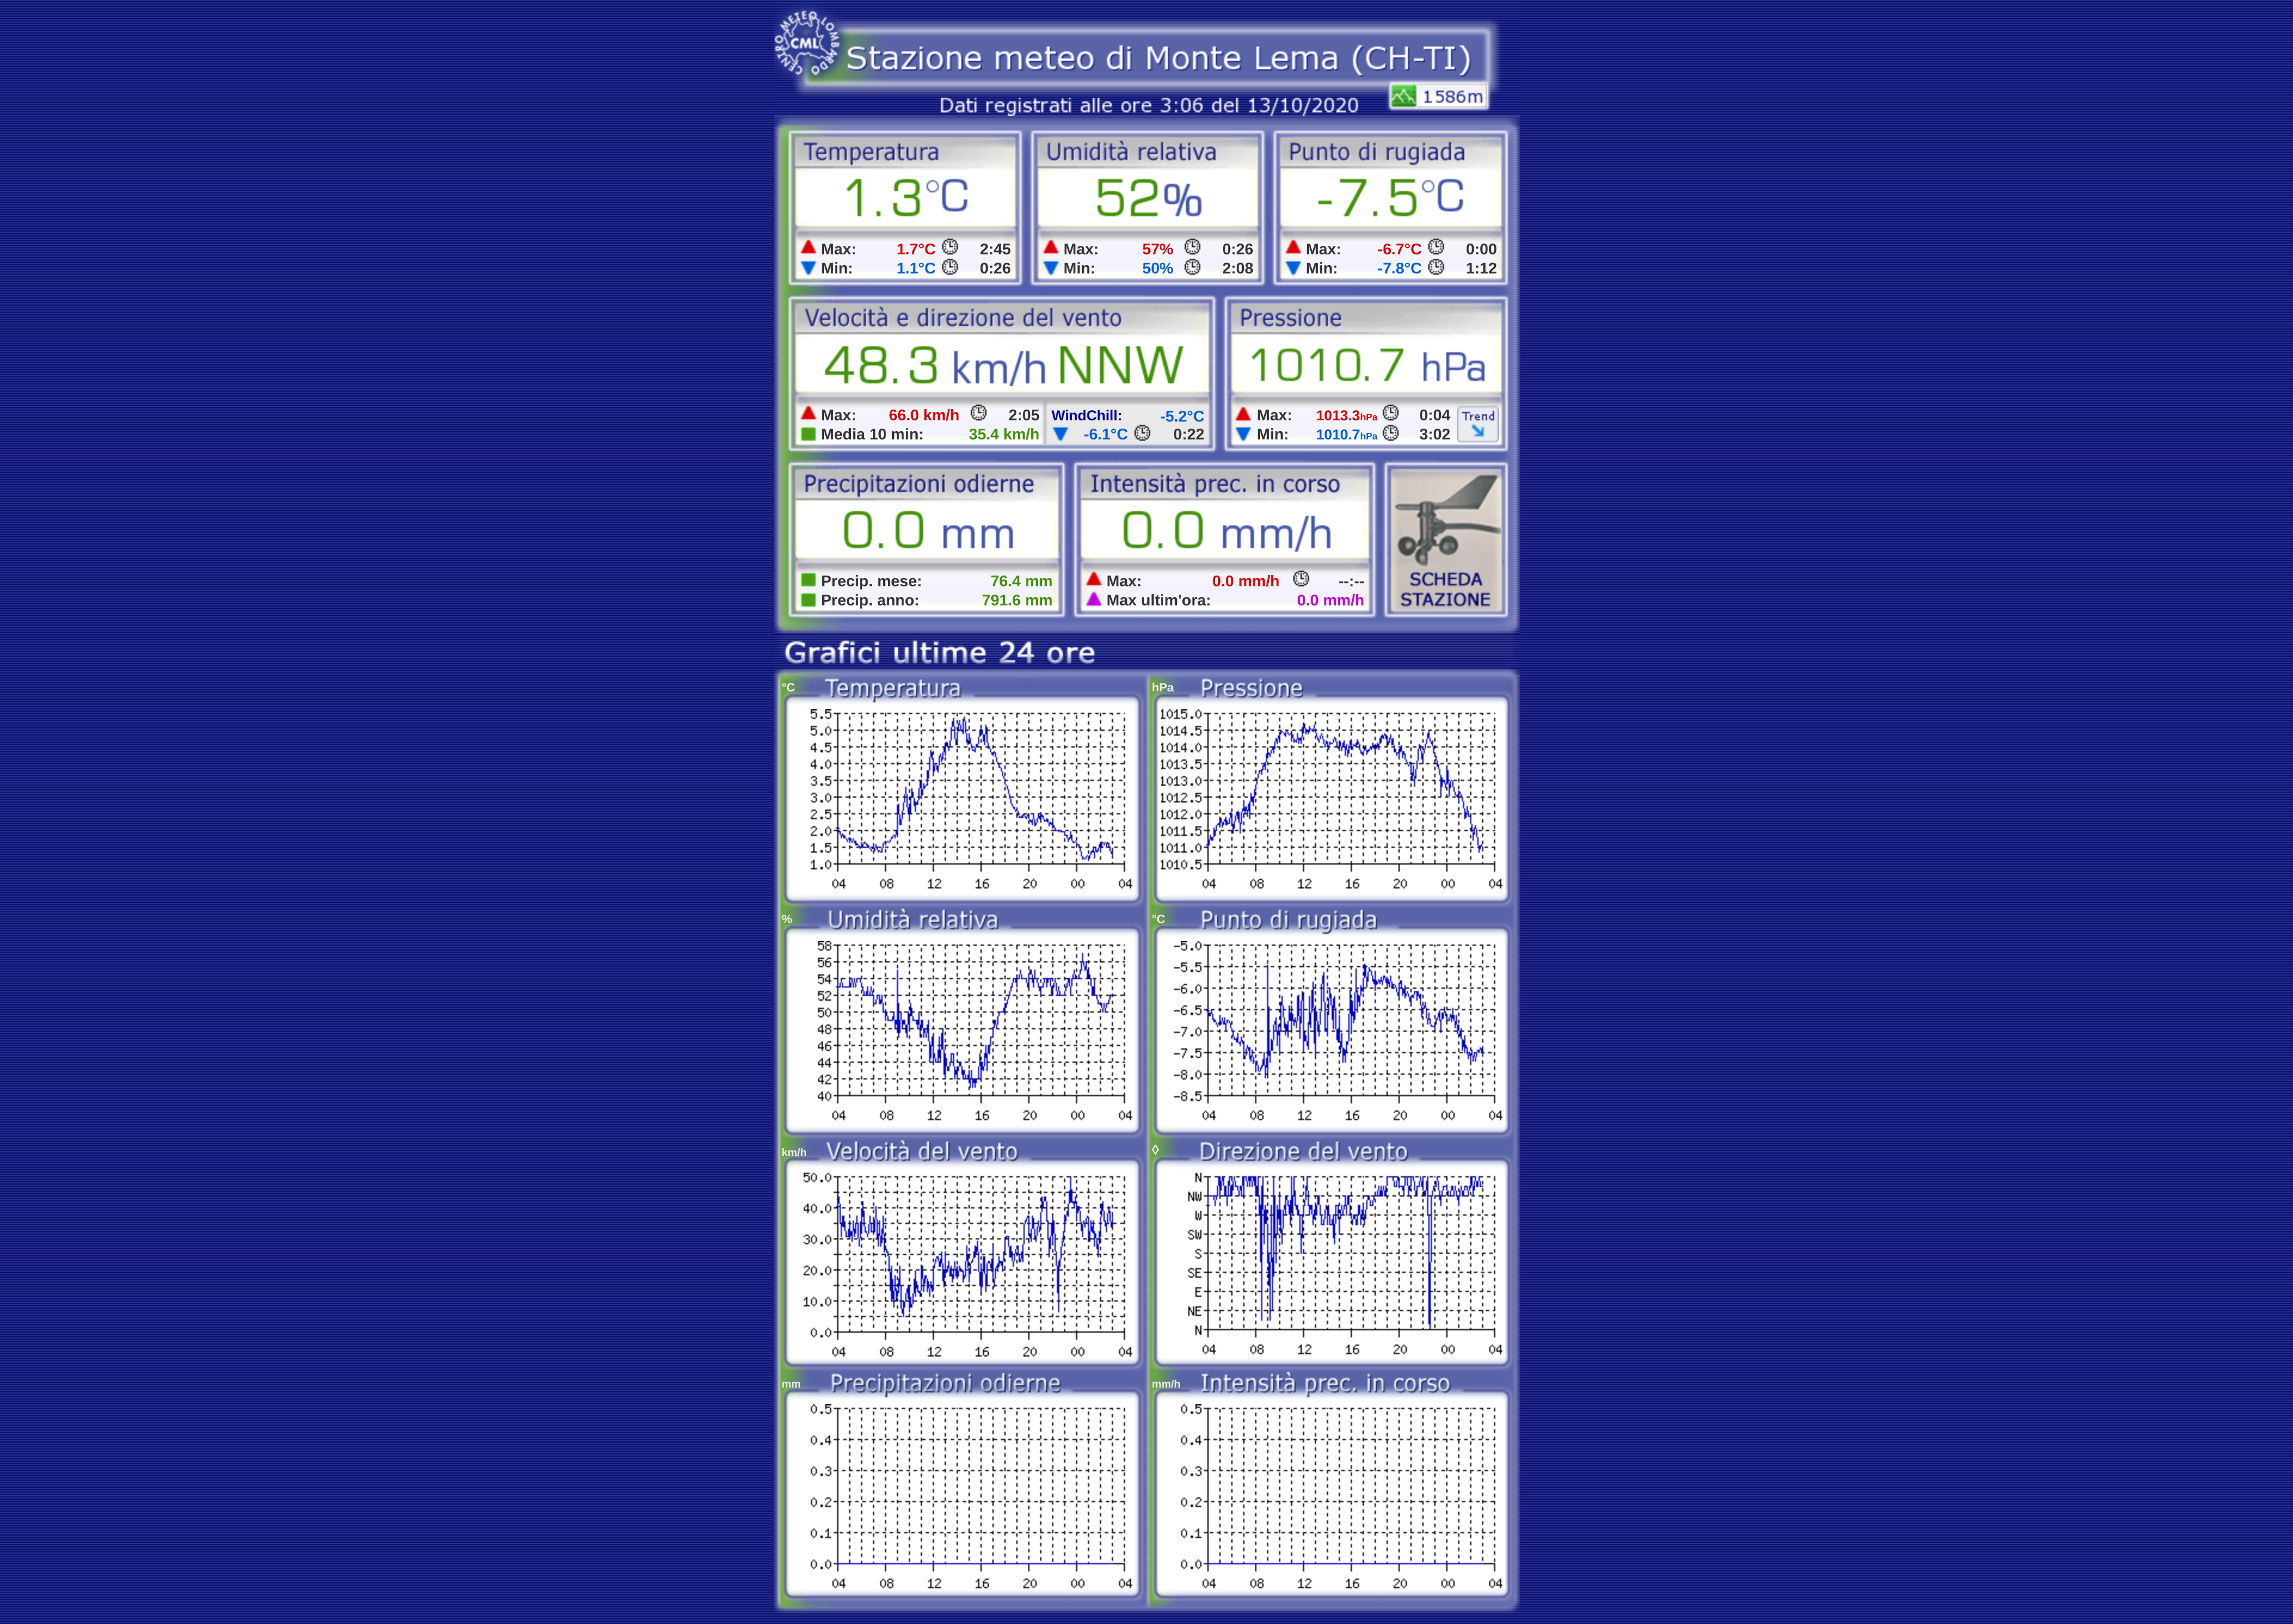 CENTRO METEO LOMBARDO
CML
Stazione meteo di Monte Lema (CH-TI)
Dati registrati alle ore 3:06 del 13/10/2020
1586m
Temperatura
1.3°C
Max: 1.7°C 2:45
Min: 1.1°C 0:26
Umidità relativa
52%
Max: 57% 0:26
Min: 50% 2:08
Punto di rugiada
-7.5°C
Max: -6.7°C 0:00
Min: -7.8°C 1:12
Velocità e direzione del vento
48.3 km/h NNW
Max: 66.0 km/h 2:05
Media 10 min: 35.4 km/h
WindChill: -5.2°C
-6.1°C 0:22
Pressione
1010.7 hPa
Max: 1013.3hPa 0:04
Min: 1010.7hPa 3:02
Trend
Precipitazioni odierne
0.0 mm
Precip. mese: 76.4 mm
Precip. anno: 791.6 mm
Intensità prec. in corso
0.0 mm/h
Max: 0.0 mm/h --:--
Max ultim'ora: 0.0 mm/h
SCHEDA
STAZIONE
Grafici ultime 24 ore
°C Temperatura
5.5
5.0
4.5
4.0
3.5
3.0
2.5
2.0
1.5
1.0
04 08 12 16 20 00 04
hPa Pressione
1015.0
1014.5
1014.0
1013.5
1013.0
1012.5
1012.0
1011.5
1011.0
1010.5
04 08 12 16 20 00 04
% Umidità relativa
58
56
54
52
50
48
46
44
42
40
04 08 12 16 20 00 04
°C Punto di rugiada
-5.0
-5.5
-6.0
-6.5
-7.0
-7.5
-8.0
-8.5
04 08 12 16 20 00 04
km/h Velocità del vento
50.0
40.0
30.0
20.0
10.0
0.0
04 08 12 16 20 00 04
◊ Direzione del vento
N
NW
W
SW
S
SE
E
NE
N
04 08 12 16 20 00 04
mm Precipitazioni odierne
0.5
0.4
0.3
0.2
0.1
0.0
04 08 12 16 20 00 04
mm/h Intensità prec. in corso
0.5
0.4
0.3
0.2
0.1
0.0
04 08 12 16 20 00 04